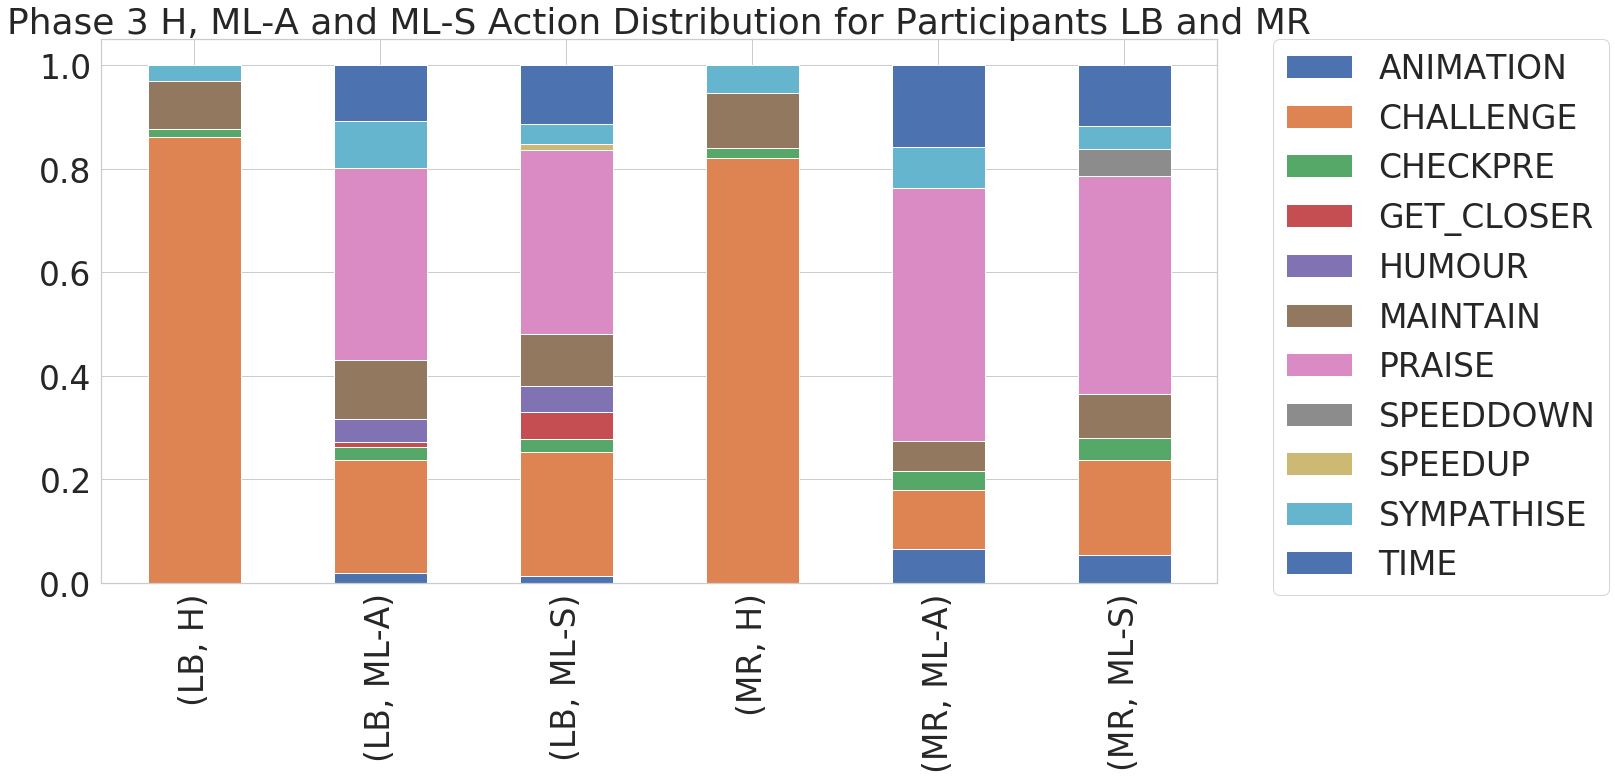 Phase 3 H, ML-A and ML-S Action Distribution for Participants LB and MR
1.0
0.8
0.6
0.4
0.2
0.0
(LB, H)
(LB, ML-A)
(LB, ML-S)
(MR, H)
(MR, ML-A)
(MR, ML-S)
ANIMATION
CHALLENGE
CHECKPRE
GET_CLOSER
HUMOUR
MAINTAIN
PRAISE
SPEEDDOWN
SPEEDUP
SYMPATHISE
TIME